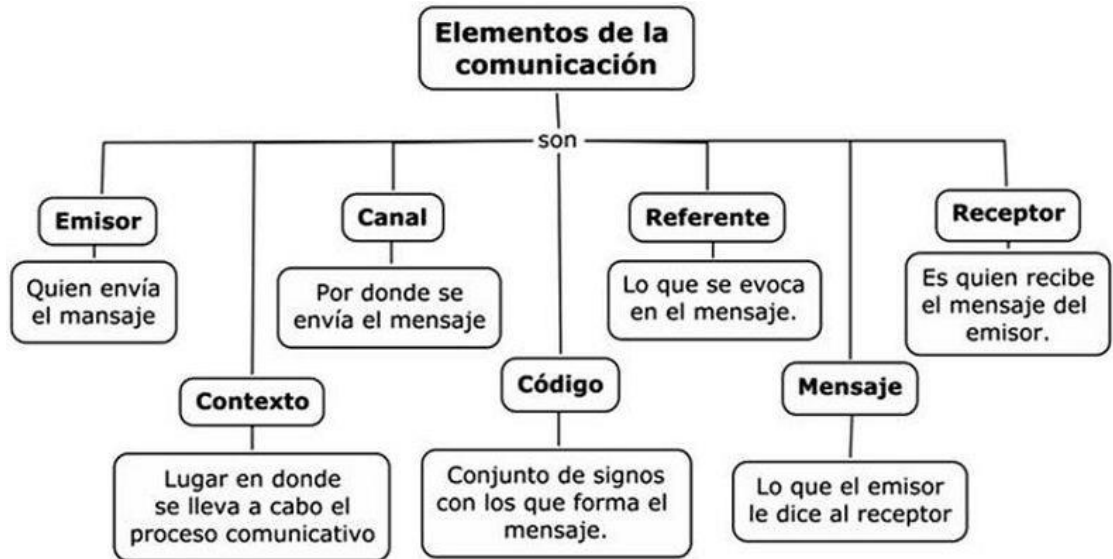 Elementos de la
comunicación
son
Emisor
Quien envía
el mansaje
Contexto
Lugar en donde
se lleva a cabo el
proceso comunicativo
Canal
Por donde se
envía el mensaje
Código
Conjunto de signos
con los que forma el
mensaje.
Referente
Lo que se evoca
en el mensaje.
Mensaje
Lo que el emisor
le dice al receptor
Receptor
Es quien recibe
el mensaje del
emisor.